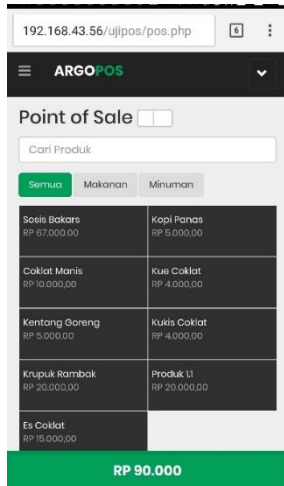 192.168.43.56/ujipos/pos.php 6
ARGOPOS
Point of Sale
Cari Produk
Semua Makanan Minuman
Sosis Bakars Kopi Panas
RP 67.000,00 RP 5.000,00
Coklat Manis Kue Coklat
RP 10.000,00 RP 4.000,00
Kentang Goreng Kukis Coklat
RP 5.000,00 RP 4.000,00
Krupuk Rambak Produk 1.1
RP 20.000,00 RP 20.000,00
Es Coklat
RP 15.000,00
RP 90.000